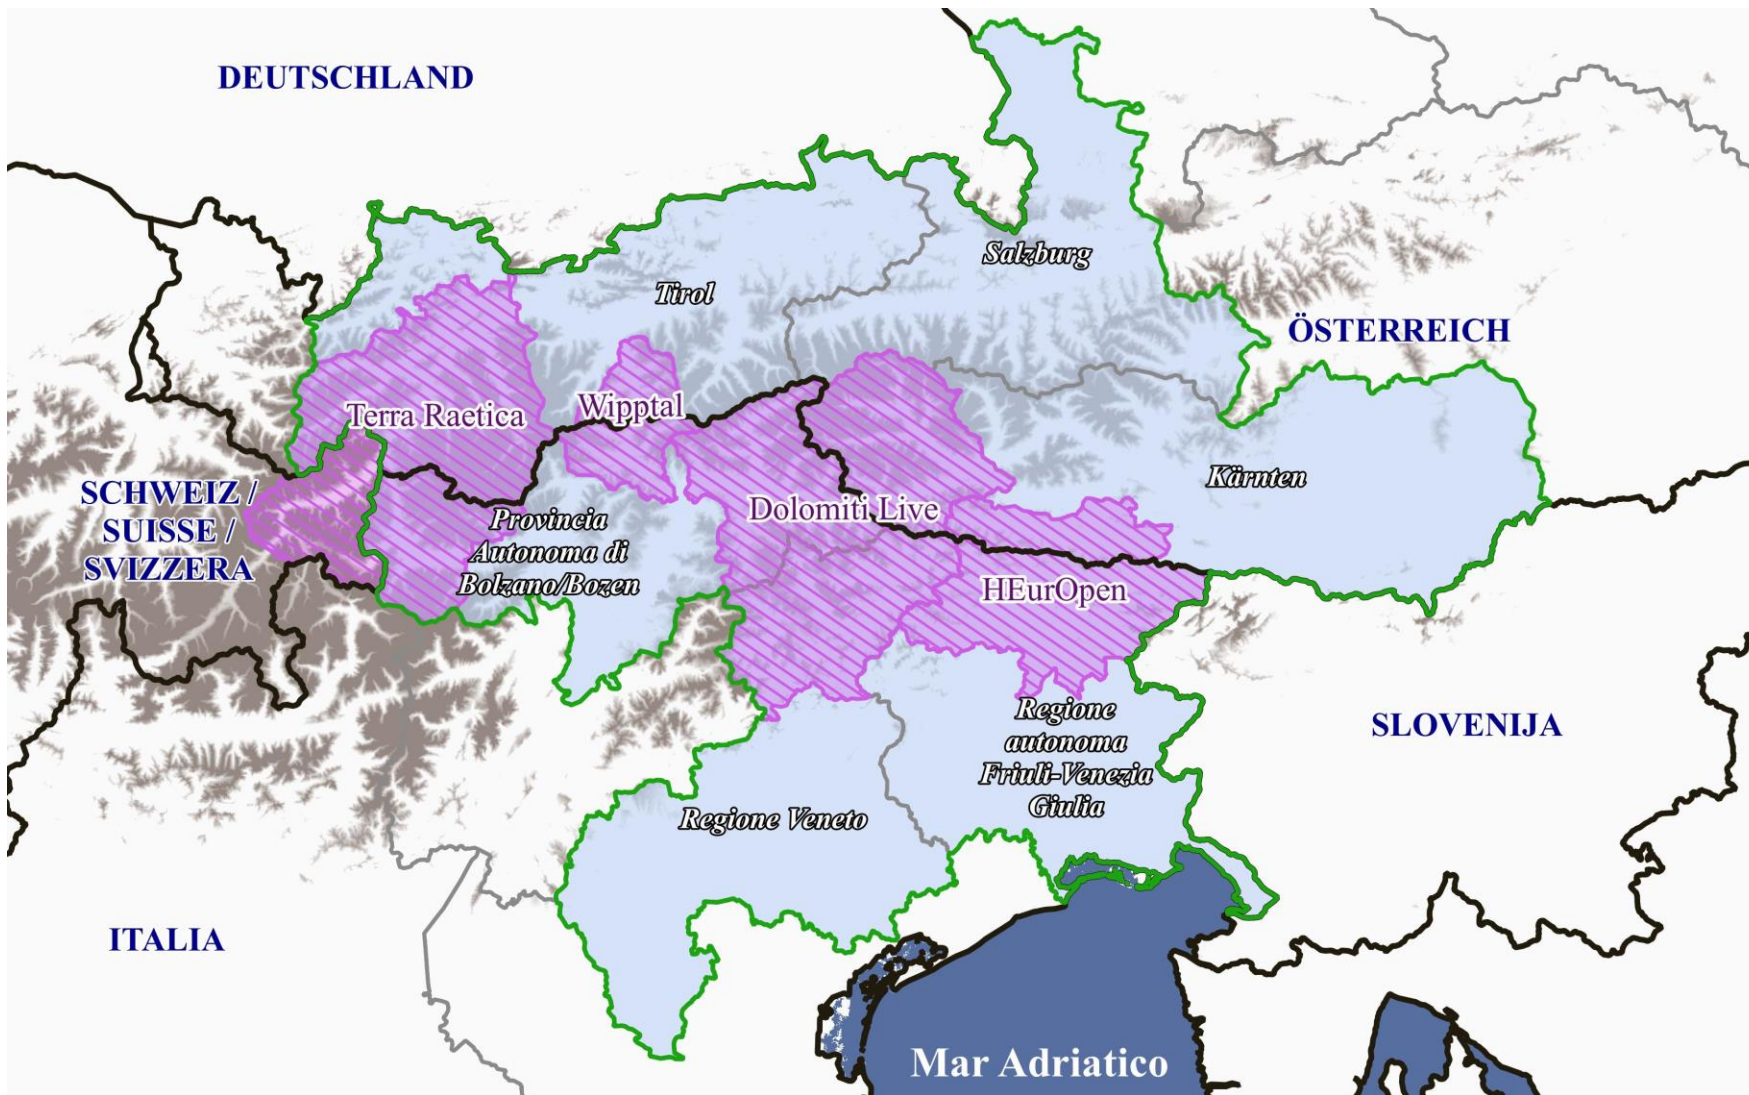 DEUTSCHLAND
Salzburg
Tirol
ÖSTERREICH
Terra Raetica
Wipptal
Kärnten
SCHWEIZ /
SUISSE /
SVIZZERA
Dolomiti Live
Provincia
Autonoma di
Bolzano/Bozen
HEurOpen
Regione
autonoma
Friuli-Venezia
Giulia
SLOVENIJA
Regione Veneto
ITALIA
Mar Adriatico